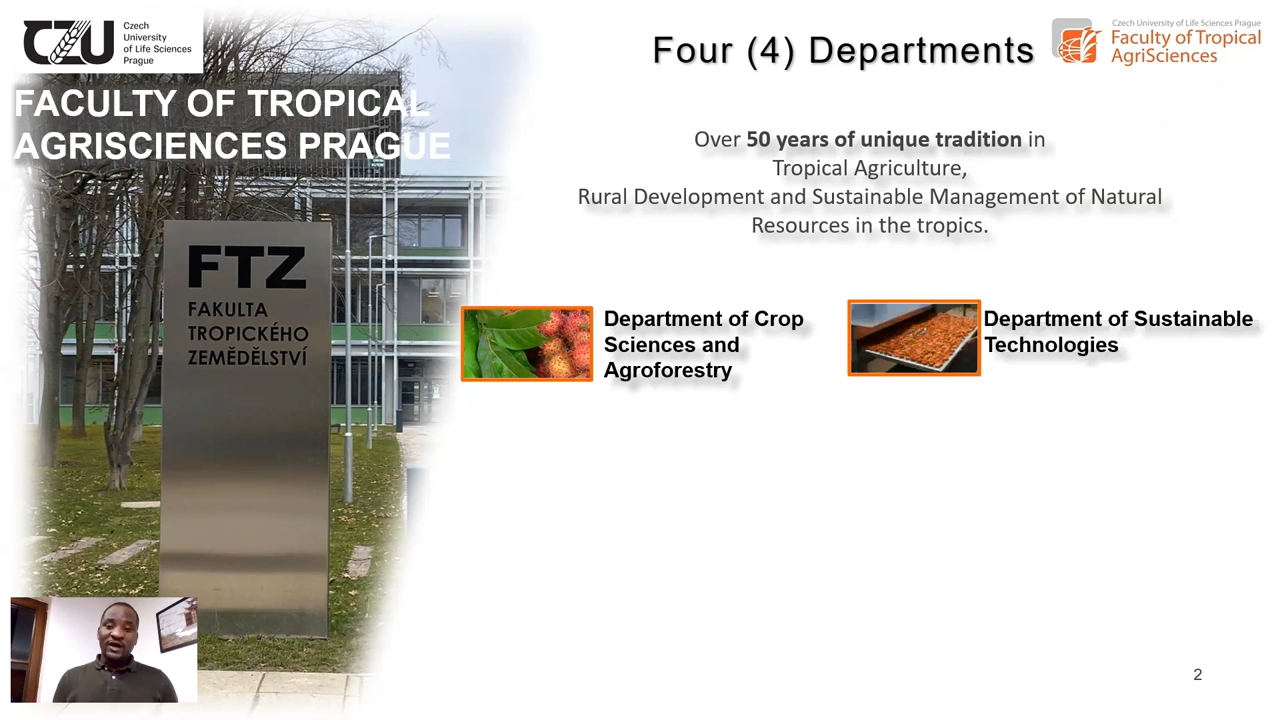 CZU
Czech
University
of Life Sciences
Prague
FACULTY OF TROPICAL
AGRISCIENCES PRAGUE
FTZ
FAKULTA
TROPICKÉHO
ZEMĚDĚLSTVÍ
Four (4) Departments
Czech University of Life Sciences Prague
Faculty of Tropical
AgriSciences
Over 50 years of unique tradition in
Tropical Agriculture,
Rural Development and Sustainable Management of Natural
Resources in the tropics.
Department of Crop
Sciences and
Agroforestry
Department of Sustainable
Technologies
2